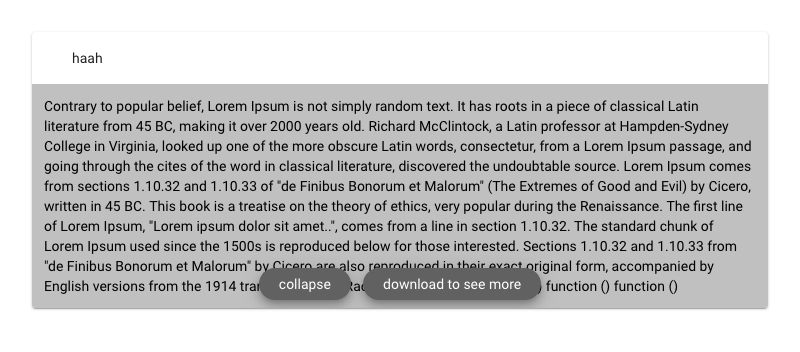 haah
Contrary to popular belief, Lorem Ipsum is not simply random text. It has roots in a piece of classical Latin
literature from 45 BC, making it over 2000 years old. Richard McClintock, a Latin professor at Hampden-Sydney
College in Virginia, looked up one of the more obscure Latin words, consectetur, from a Lorem Ipsum passage, and
going through the cites of the word in classical literature, discovered the undoubtable source. Lorem Ipsum comes
from sections 1.10.32 and 1.10.33 of "de Finibus Bonorum et Malorum" (The Extremes of Good and Evil) by Cicero,
written in 45 BC. This book is a treatise on the theory of ethics, very popular during the Renaissance. The first line
of Lorem Ipsum, "Lorem ipsum dolor sit amet..", comes from a line in section 1.10.32. The standard chunk of
Lorem Ipsum used since the 1500s is reproduced below for those interested. Sections 1.10.32 and 1.10.33 from
"de Finibus Bonorum et Malorum" by Cicero are also reproduced in their exact original form, accompanied by
English versions from the 1914 function () function ()
collapse
download to see more